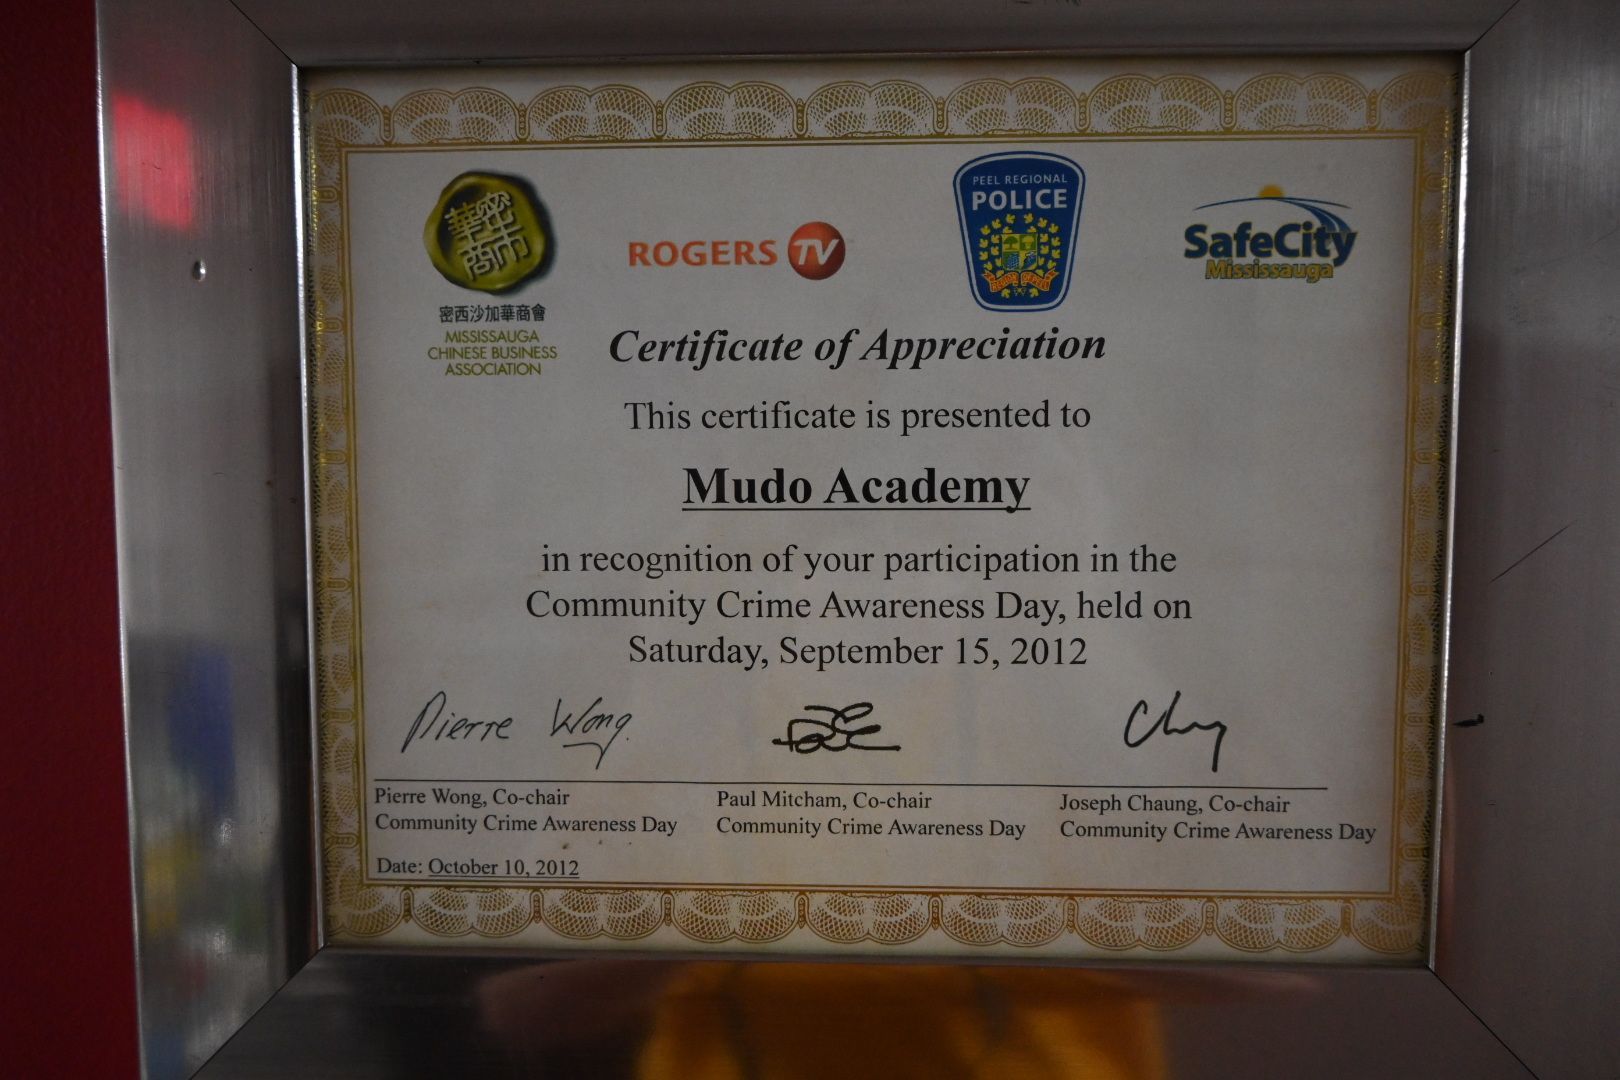 華密商市
密西沙加華商會
MISSISSAUGA
CHINESE BUSINESS
ASSOCIATION
ROGERS TV
PEEL REGIONAL
POLICE
SafeCity
Mississauga
Certificate of Appreciation
This certificate is presented to
Mudo Academy
in recognition of your participation in the
Community Crime Awareness Day, held on
Saturday, September 15, 2012
Pierre Wong
Pierre Wong, Co-chair
Community Crime Awareness Day
Paul Mitcham, Co-chair
Community Crime Awareness Day
Joseph Chaung, Co-chair
Community Crime Awareness Day
Date: October 10, 2012